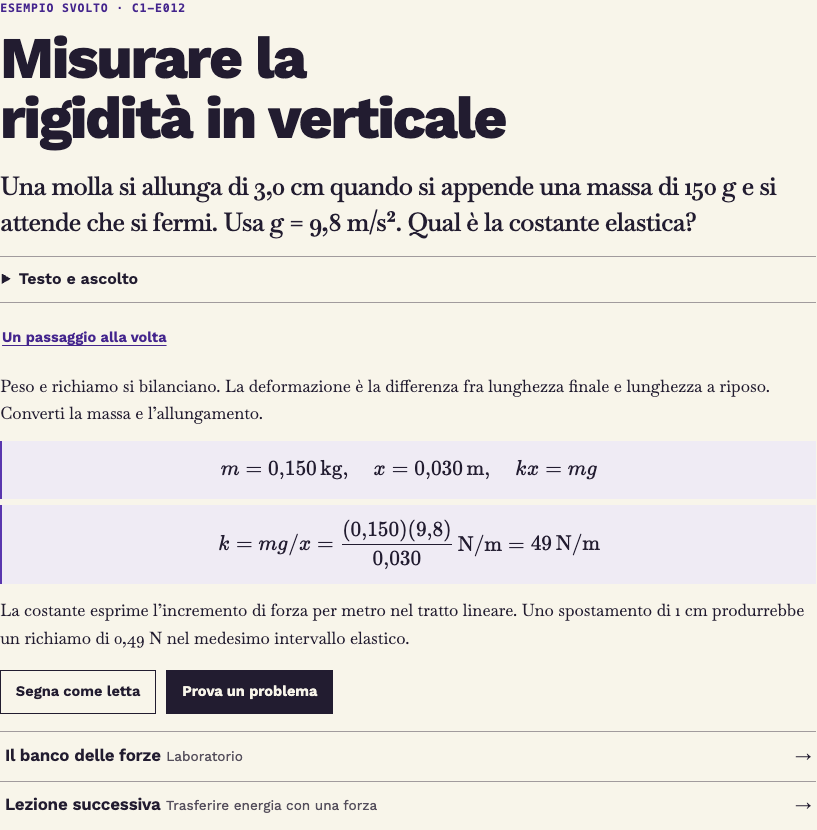 ESEMPIO SVOLTO · C1–E012
Misurare la
rigidità in verticale
Una molla si allunga di 3,0 cm quando si appende una massa di 150 g e si
attende che si fermi. Usa g = 9,8 m/s². Qual è la costante elastica?
▶ Testo e ascolto
Un passaggio alla volta
Peso e richiamo si bilanciano. La deformazione è la differenza fra lunghezza finale e lunghezza a riposo.
Converti la massa e l’allungamento.
m = 0,150 kg, x = 0,030 m, kx = mg
k = mg/x = (0,150)(9,8)/0,030 N/m = 49 N/m
La costante esprime l’incremento di forza per metro nel tratto lineare. Uno spostamento di 1 cm produrrebbe
un richiamo di 0,49 N nel medesimo intervallo elastico.
Segna come letta Prova un problema
Il banco delle forze Laboratorio →
Lezione successiva Trasferire energia con una forza →